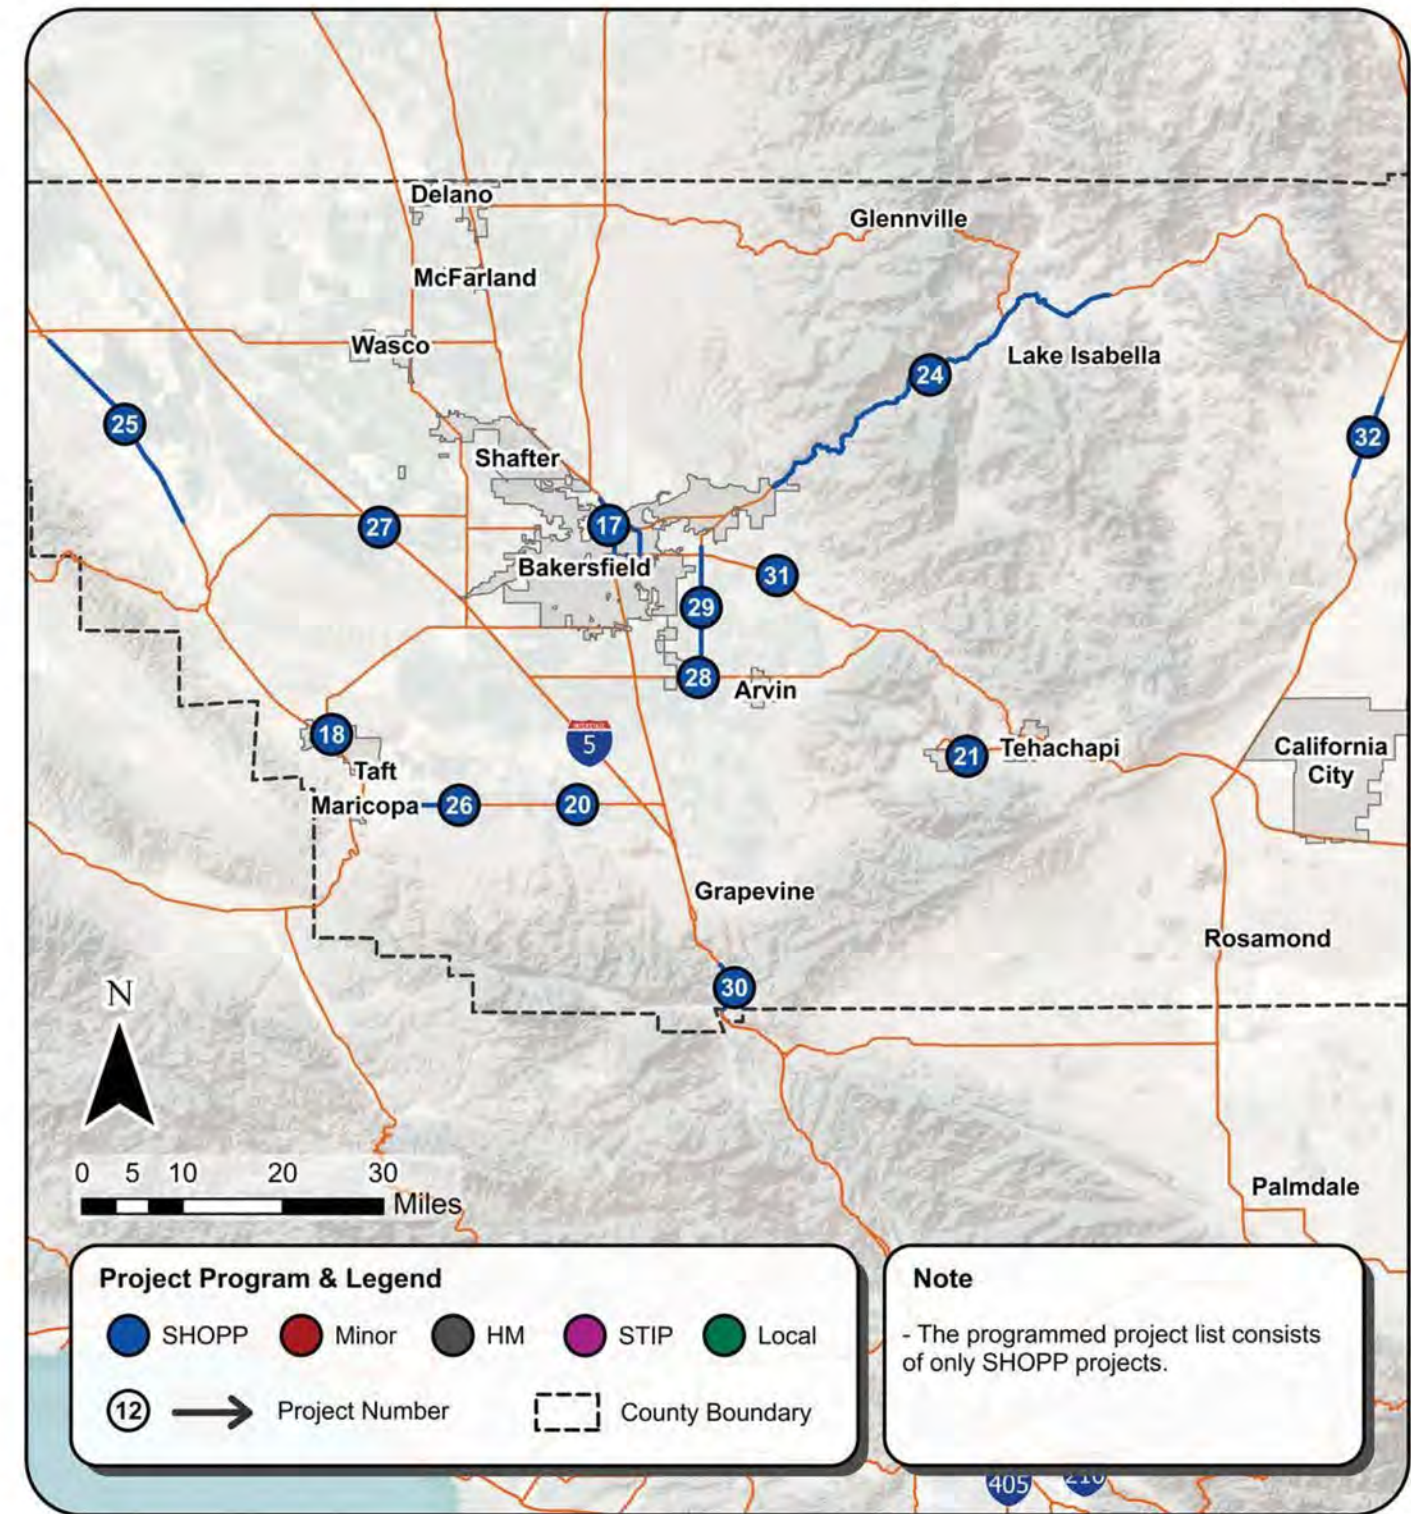 Delano
Glennville
McFarland
Wasco
Lake Isabella
24
25
32
Shafter
27
17
Bakersfield
31
29
28
Arvin
18
5
Taft
21
Tehachapi
California
City
Maricopa
26
20
Grapevine
Rosamond
30
N
0 5 10 20 30
Miles
Palmdale
Project Program & Legend
SHOPP
Minor
HM
STIP
Local
12
Project Number
County Boundary
Note
- The programmed project list consists
of only SHOPP projects.
405
210